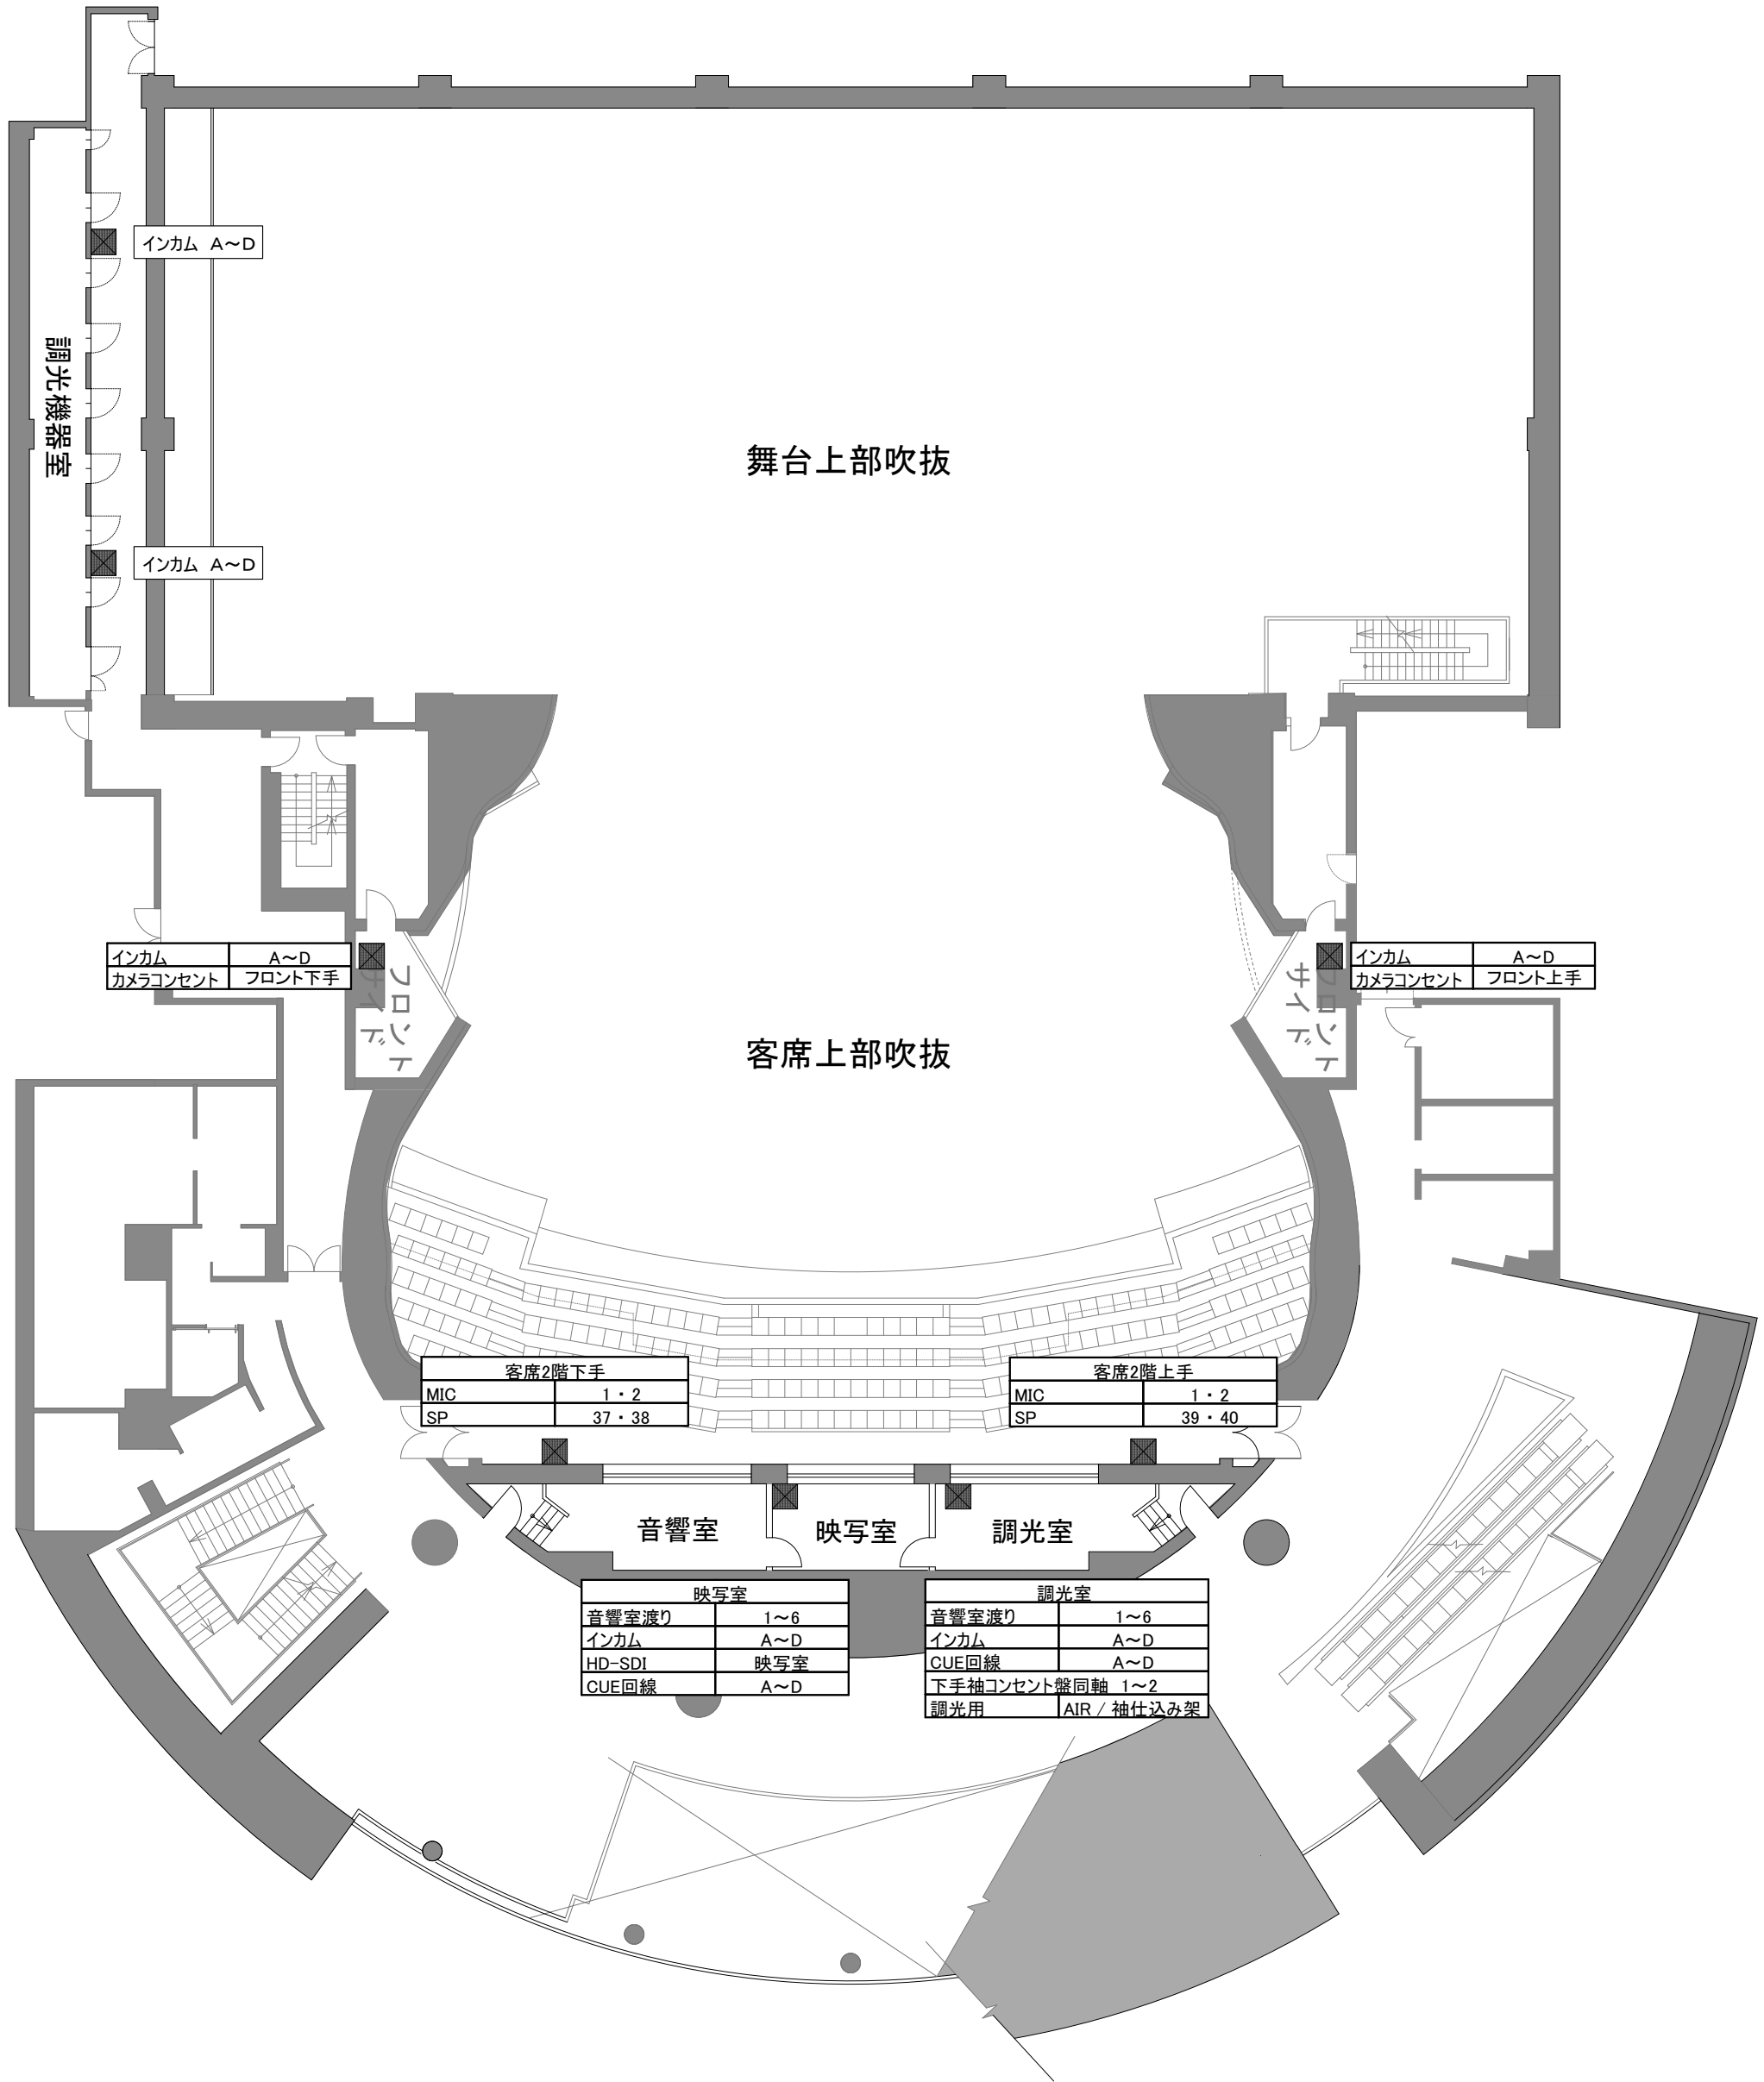 インカム A～D
調光機器室
舞台上部吹抜
インカム A～D
インカム A～D
カメラコンセント フロント下手
フロント
サイド
インカム A～D
カメラコンセント フロント上手
フロント
サイド
客席上部吹抜
客席2階下手
MIC 1・2
SP 37・38
客席2階上手
MIC 1・2
SP 39・40
音響室
映写室
調光室
映写室
音響室渡り 1～6
インカム A～D
HD-SDI 映写室
CUE回線 A～D
調光室
音響室渡り 1～6
インカム A～D
CUE回線 A～D
下手袖コンセント盤同軸 1～2
調光用 AIR / 袖仕込み架